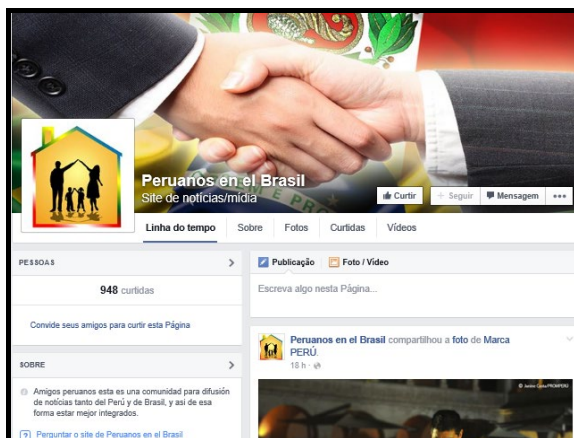 Peruanos en el Brasil
Site de notícias/mídia
Curtir
+ Seguir
Mensagem
Linha do tempo
Sobre
Fotos
Curtidas
Vídeos
PESSOAS
948 curtidas
Convide seus amigos para curtir esta Página
SOBRE
Amigos peruanos esta es una comunidad para difusión
de noticias tanto del Perú y de Brasil, y asi de esa
forma estar mejor integrados.
Perguntar o site de Peruanos en el Brasil
Publicação
Foto / Vídeo
Escreva algo nesta Página...
Peruanos en el Brasil compartilhou a foto de Marca
PERÚ.
18 h